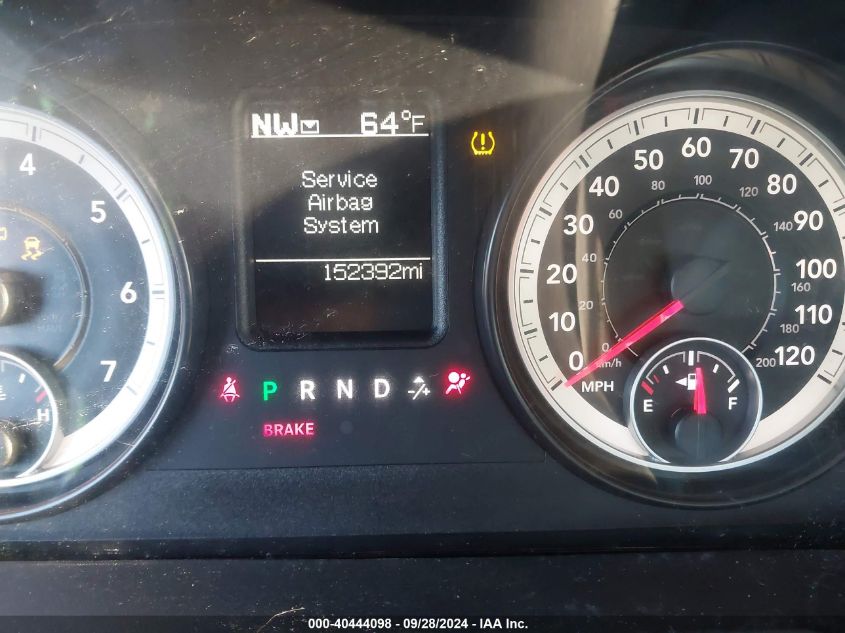 NW 64°F
Service
Airbag
System
152392mi
4
5
6
7
H
P R N D -/+
BRAKE
0 10 20 30 40 50 60 70 80 90 100 110 120
MPH
0 20 40 60 80 100 120 140 160 180 200
km/h
E F
000-40444098 - 09/28/2024 - IAA Inc.